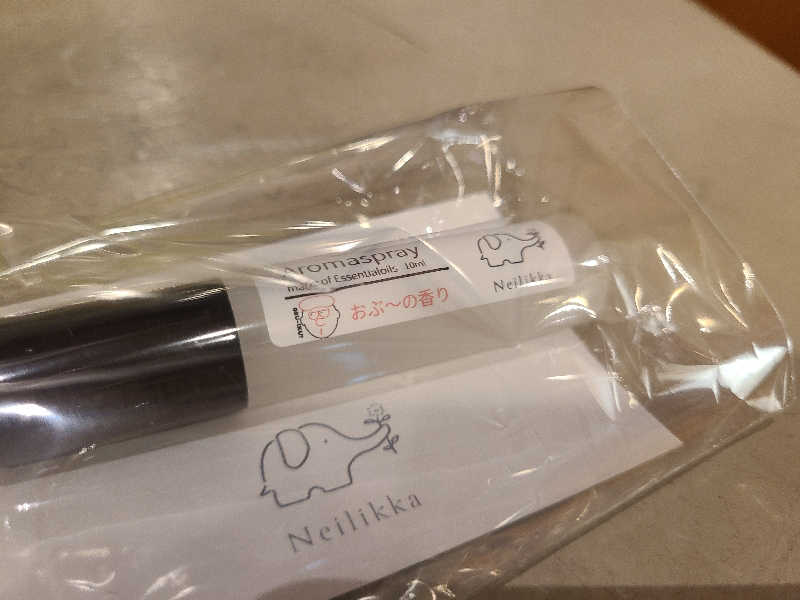 Aromaspray
made of Essentialoils 10ml
おぶ〜の香り
Neilikka
Neilikka